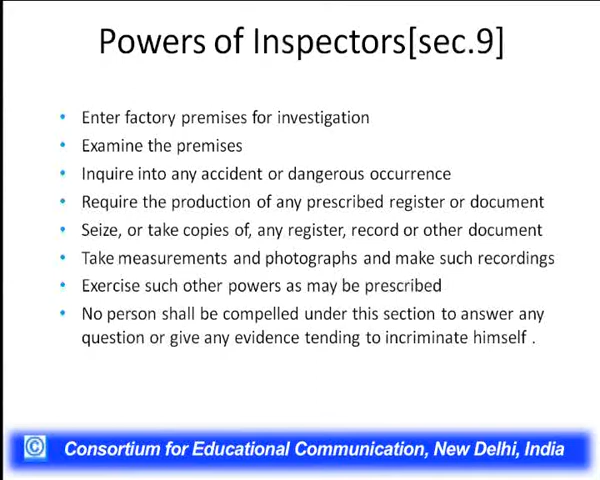 Powers of Inspectors[sec.9]
• Enter factory premises for investigation
• Examine the premises
• Inquire into any accident or dangerous occurrence
• Require the production of any prescribed register or document
• Seize, or take copies of, any register, record or other document
• Take measurements and photographs and make such recordings
• Exercise such other powers as may be prescribed
• No person shall be compelled under this section to answer any
question or give any evidence tending to incriminate himself .
© Consortium for Educational Communication, New Delhi, India